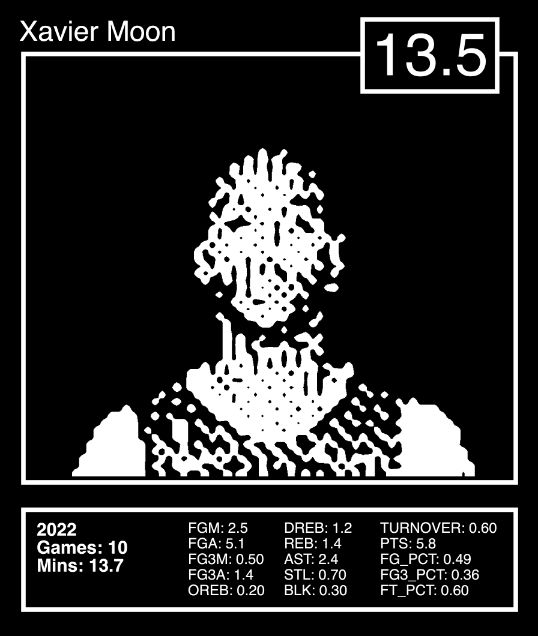 Xavier Moon
13.5
2022
Games: 10
Mins: 13.7
FGM: 2.5
FGA: 5.1
FG3M: 0.50
FG3A: 1.4
OREB: 0.20
DREB: 1.2
REB: 1.4
AST: 2.4
STL: 0.70
BLK: 0.30
TURNOVER: 0.60
PTS: 5.8
FG_PCT: 0.49
FG3_PCT: 0.36
FT_PCT: 0.60